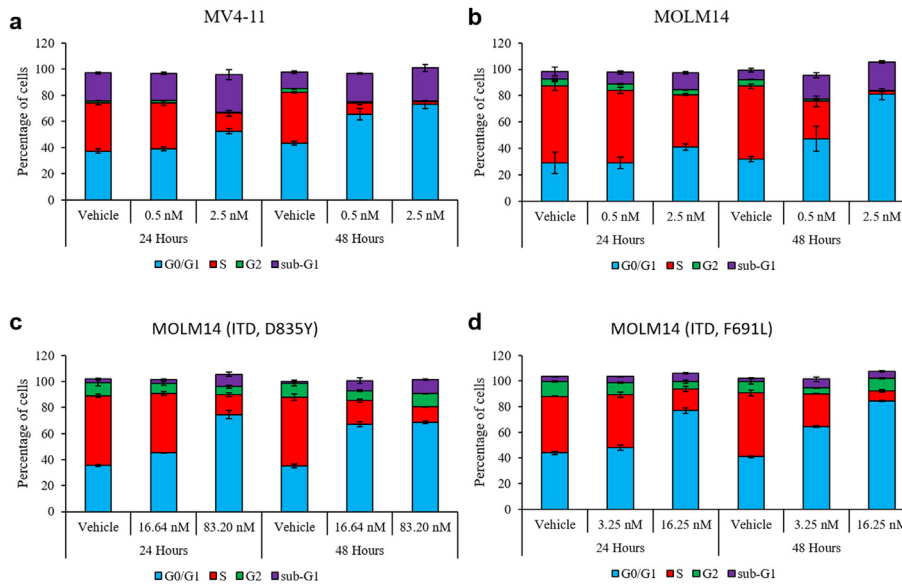 a
MV4-11
120
100
80
60
40
20
0
Percentage of cells
Vehicle 0.5 nM 2.5 nM Vehicle 0.5 nM 2.5 nM
24 Hours 48 Hours
G0/G1 S G2 sub-G1
b
MOLM14
120
100
80
60
40
20
0
Percentage of cells
Vehicle 0.5 nM 2.5 nM Vehicle 0.5 nM 2.5 nM
24 Hours 48 Hours
G0/G1 S G2 sub-G1
c
MOLM14 (ITD, D835Y)
120
100
80
60
40
20
0
Percentage of cells
Vehicle 16.64 nM 83.20 nM Vehicle 16.64 nM 83.20 nM
24 Hours 48 Hours
G0/G1 S G2 sub-G1
d
MOLM14 (ITD, F691L)
120
100
80
60
40
20
0
Percentage of cells
Vehicle 3.25 nM 16.25 nM Vehicle 3.25 nM 16.25 nM
24 Hours 48 Hours
G0/G1 S G2 sub-G1